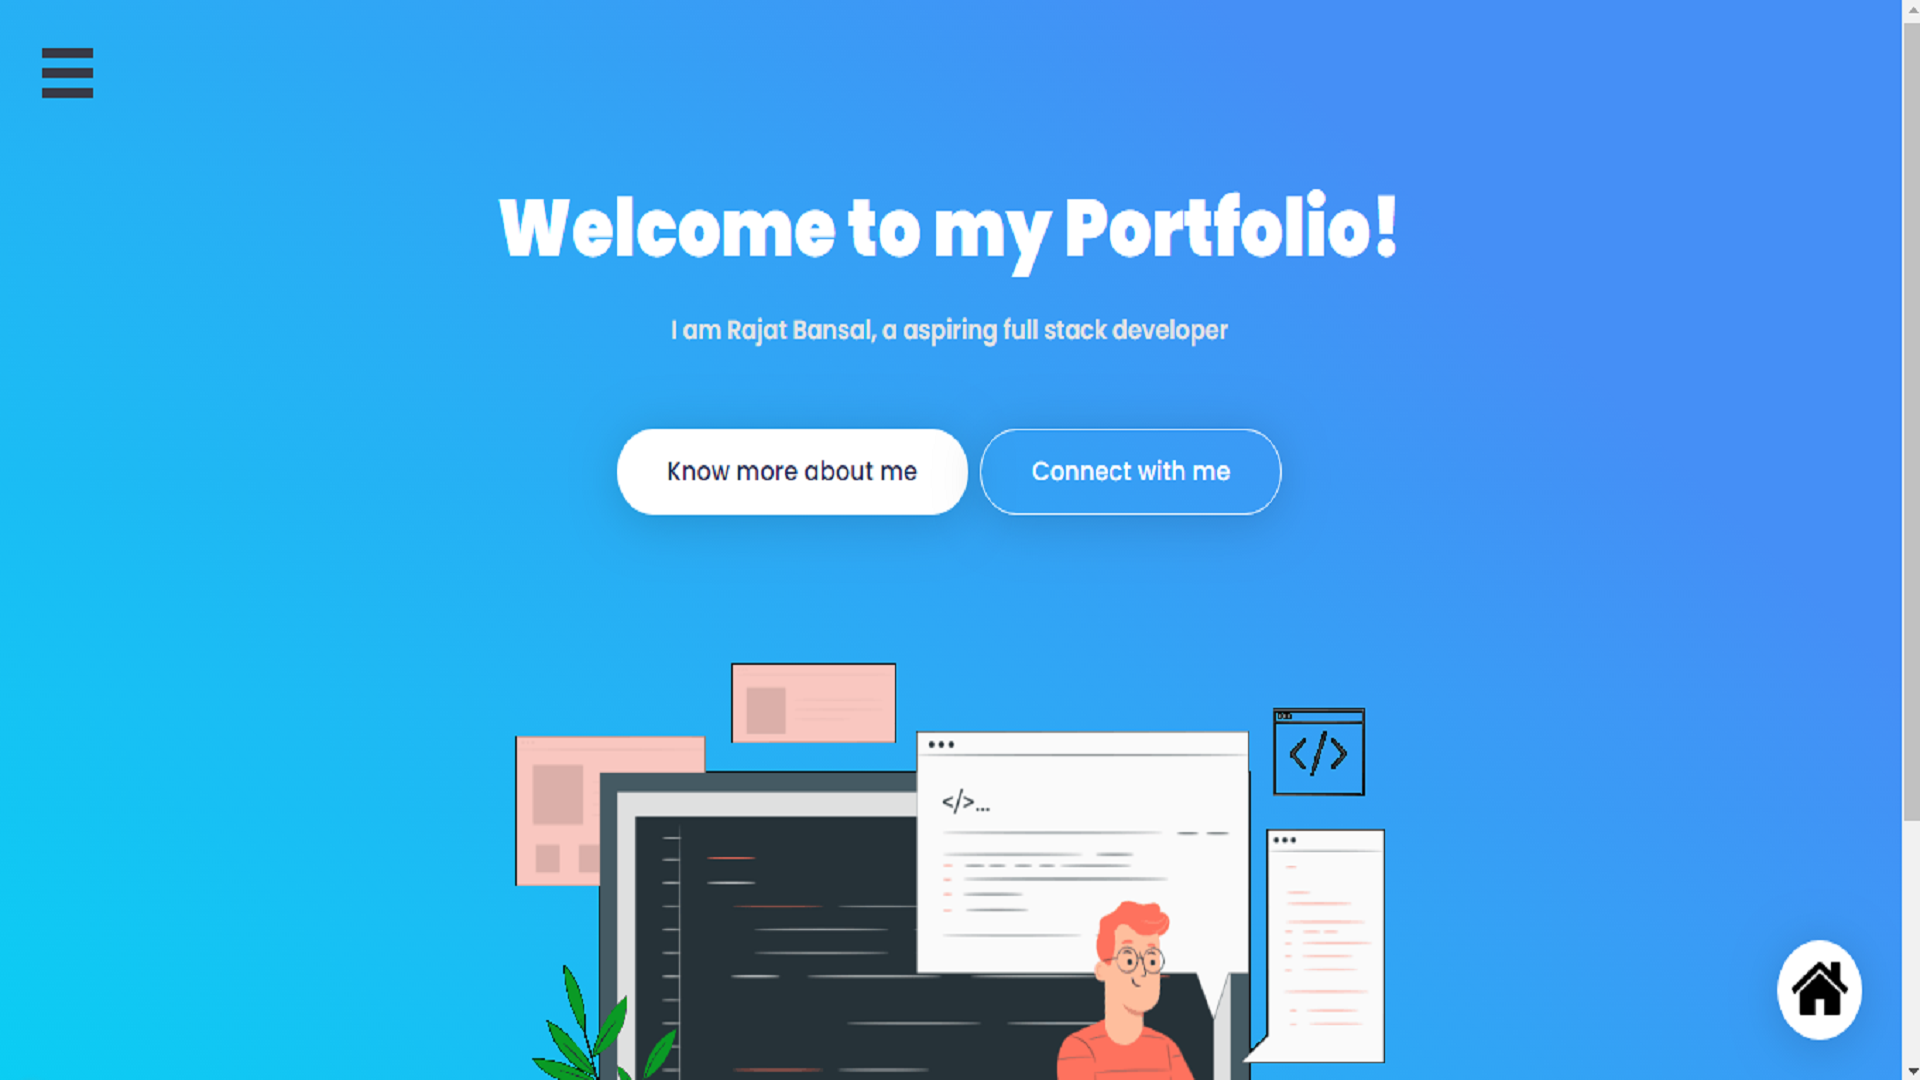 Welcome to my Portfolio!
I am Rajat Bansal, a aspiring full stack developer
Know more about me
Connect with me
</>
</>...